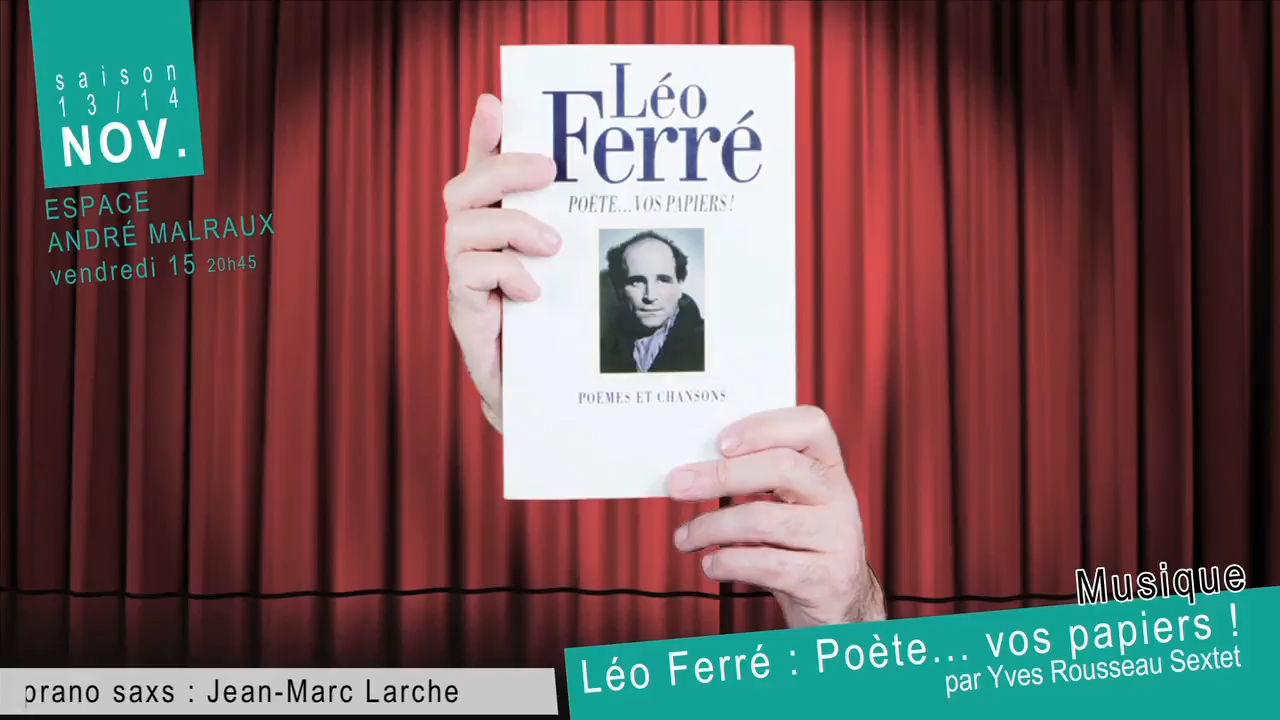 saison
13/14
NOV.
ESPACE
ANDRÉ MALRAUX
vendredi 15 20h45
Léo
Ferré
POÈTE...VOS PAPIERS!
POÈMES ET CHANSONS
Musique
Léo Ferré : Poète... vos papiers !
par Yves Rousseau Sextet
prano saxs : Jean-Marc Larche